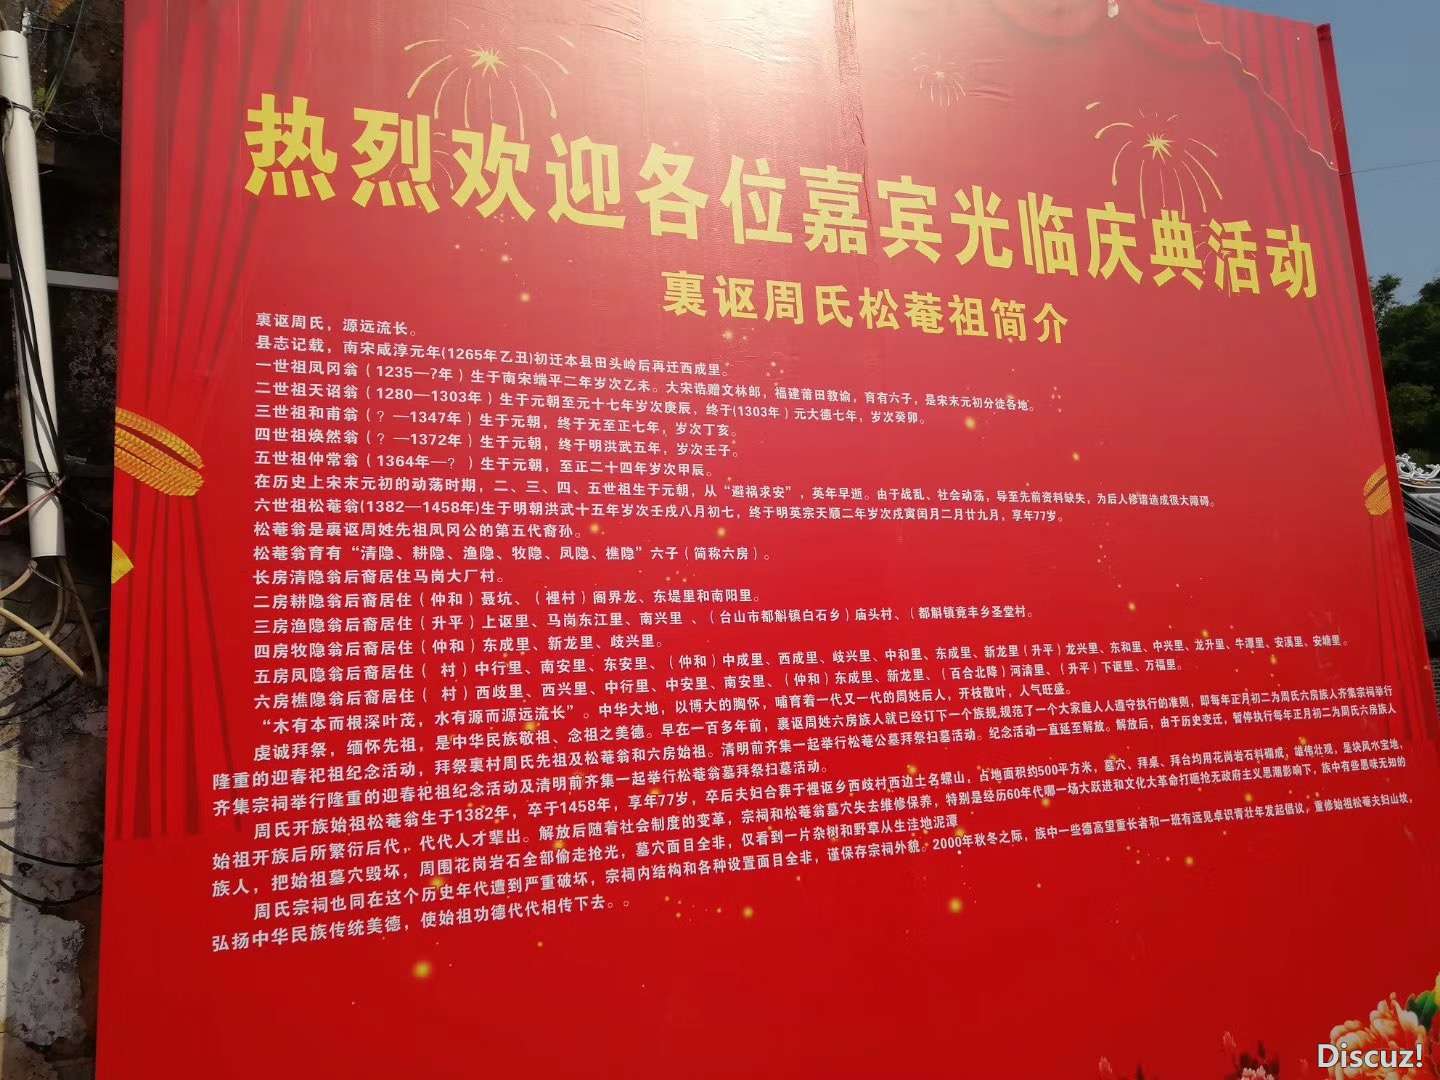 热烈欢迎各位嘉宾光临庆典活动
裏讴周氏松菴祖简介
裏讴周氏，源远流长。
县志记载，南宋咸淳元年(1265年乙丑)初迁本县田头岭后再迁西成里。
一世祖凤冈翁（1235—?年）生于南宋端平二年岁次乙未。大宋诰赠文林郎，福建莆田教谕，育有六子，是宋末元初分徙各地。
二世祖天诏翁（1280—1303年）生于元朝至元十七年岁次庚辰，终于(1303年）元大德七年，岁次癸卯。
三世祖和甫翁（？—1347年）生于元朝，终于无至正七年，岁次丁亥。
四世祖焕然翁（？—1372年）生于元朝，终于明洪武五年，岁次壬子。
五世祖仲常翁（1364年—？）生于元朝，至正二十四年岁次甲辰。
在历史上宋末元初的动荡时期，二、三、四、五世祖生于元朝，从“避祸求安”，英年早逝。由于战乱、社会动荡，导至先前资料缺失，为后人修谱造成很大障碍。
六世祖松菴翁(1382—1458年)生于明朝洪武十五年岁次壬戌八月初七，终于明英宗天顺二年岁次戌寅闰月二月廿九月，享年77岁。
松菴翁是裏讴周姓先祖凤冈公的第五代裔孙。
松菴翁育有“清隐、耕隐、渔隐、牧隐、凤隐、樵隐”六子（简称六房）。
长房清隐翁后裔居住马岗大厂村。
二房耕隐翁后裔居住（仲和）聂坑、（裡村）阁界龙、东堤里和南阳里。
三房渔隐翁后裔居住（升平）上讴里、马岗东江里、南兴里 、（台山市都斛镇白石乡）庙头村、（都斛镇竟丰乡圣堂村。
四房牧隐翁后裔居住（仲和）东成里、新龙里、歧兴里。
五房凤隐翁后裔居住（ 村）中行里、南安里、东安里、（仲和）中成里、西成里、歧兴里、中和里、东成里、新龙里（升平）龙兴里、东和里、中兴里、龙升里、牛潭里、安溪里、安塘里。
六房樵隐翁后裔居住（ 村）西歧里、西兴里、中行里、中安里、南安里、（仲和）东成里、新龙里、（百合北降）河清里、（升平）下讴里、万福里。
“木有本而根深叶茂，水有源而源远流长”。中华大地，以博大的胸怀，哺育着一代又一代的周姓后人，开枝散叶，人气旺盛。
虔诚拜祭，缅怀先祖，是中华民族敬祖、念祖之美德。早在一百多年前，裏讴周姓六房族人就已经订下一个族规，规范了一个大家庭人人遵守执行的准则，即每年正月初二为周氏六房族人齐集宗祠举行
隆重的迎春祀祖纪念活动，拜祭裏村周氏先祖及松菴翁和六房始祖。清明前齐集一起举行松菴公墓拜祭扫墓活动。纪念活动一直延至解放。解放后，由于历史变迁，暂停执行每年正月初二为周氏六房族人
齐集宗祠举行隆重的迎春祀祖纪念活动及清明前齐集一起举行松菴翁墓拜祭扫墓活动。
周氏开族始祖松菴翁生于1382年，卒于1458年，享年77岁，卒后夫妇合葬于裡讴乡西歧村西边土名螺山，占地面积约500平方米，墓穴、拜桌、拜台均用花岗岩石料砌成，雄伟壮观，是块风水宝地，
始祖开族后所繁衍后代，代代人才辈出。解放后随着社会制度的变革，宗祠和松菴翁墓穴失去维修保养，特别是经历60年代哪一场大跃进和文化大革命打砸抢无政府主义思潮影响下，族中有些愚昧无知的
族人，把始祖墓穴毁坏，周围花岗岩石全部偷走抢光，墓穴面目全非，仅看到一片杂树和野草从生洼地泥潭
周氏宗祠也同在这个历史年代遭到严重破坏，宗祠内结构和各种设置面目全非，谨保存宗祠外貌。2000年秋冬之际，族中一些德高望重长者和一班有远见卓识青壮年发起倡议，重修始祖松菴夫妇山坟，
弘扬中华民族传统美德，使始祖功德代代相传下去。。
Discuz!